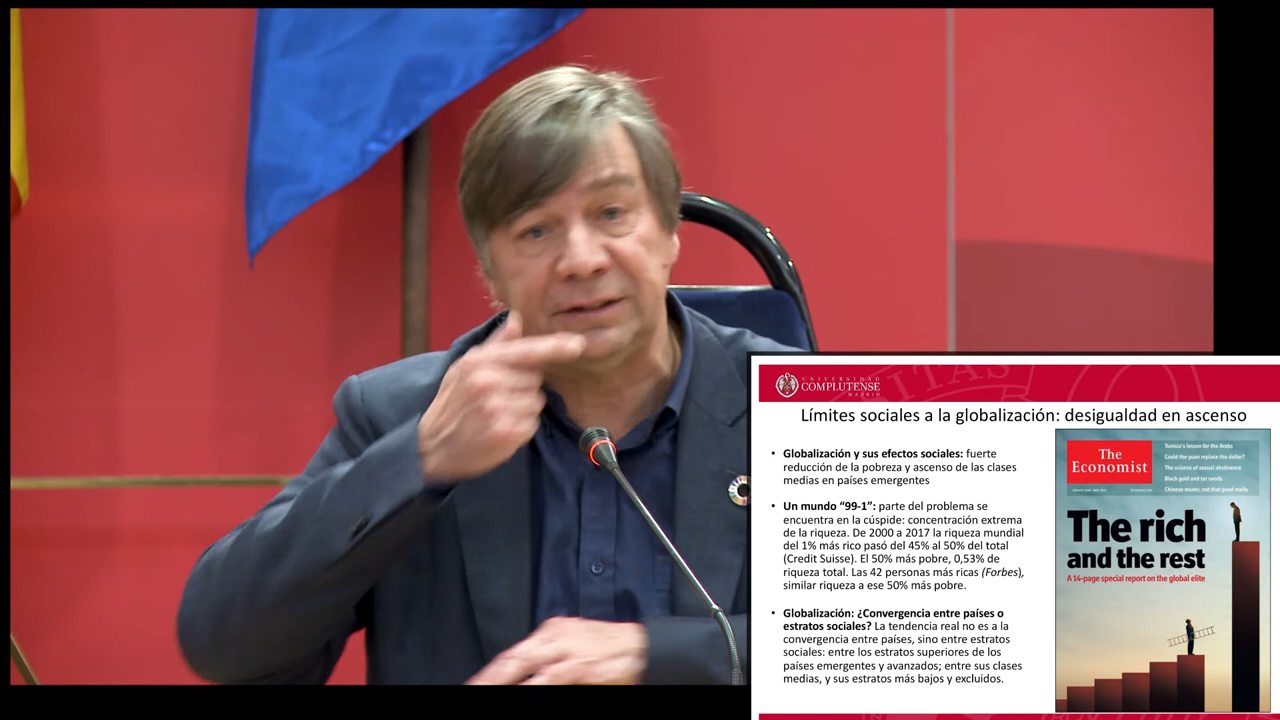 UNIVERSIDAD
COMPLUTENSE
MADRID
Límites sociales a la globalización: desigualdad en ascenso
• Globalización y sus efectos sociales: fuerte
reducción de la pobreza y ascenso de las clases
medias en países emergentes
• Un mundo “99-1”: parte del problema se
encuentra en la cúspide: concentración extrema
de la riqueza. De 2000 a 2017 la riqueza mundial
del 1% más rico pasó del 45% al 50% del total
(Credit Suisse). El 50% más pobre, 0,53% de
riqueza total. Las 42 personas más ricas (Forbes),
similar riqueza a ese 50% más pobre.
• Globalización: ¿Convergencia entre países o
estratos sociales? La tendencia real no es a la
convergencia entre países, sino entre estratos
sociales: entre los estratos superiores de los
países emergentes y avanzados; entre sus clases
medias, y sus estratos más bajos y excluidos.
The
Economist
Tunisia's lesson for the Arabs
Could the yuan replace the dollar?
The science of sexual abstinence
Black gold and tar sands
Chinese mums: not that good really
The rich
and the rest
A 14-page special report on the global elite